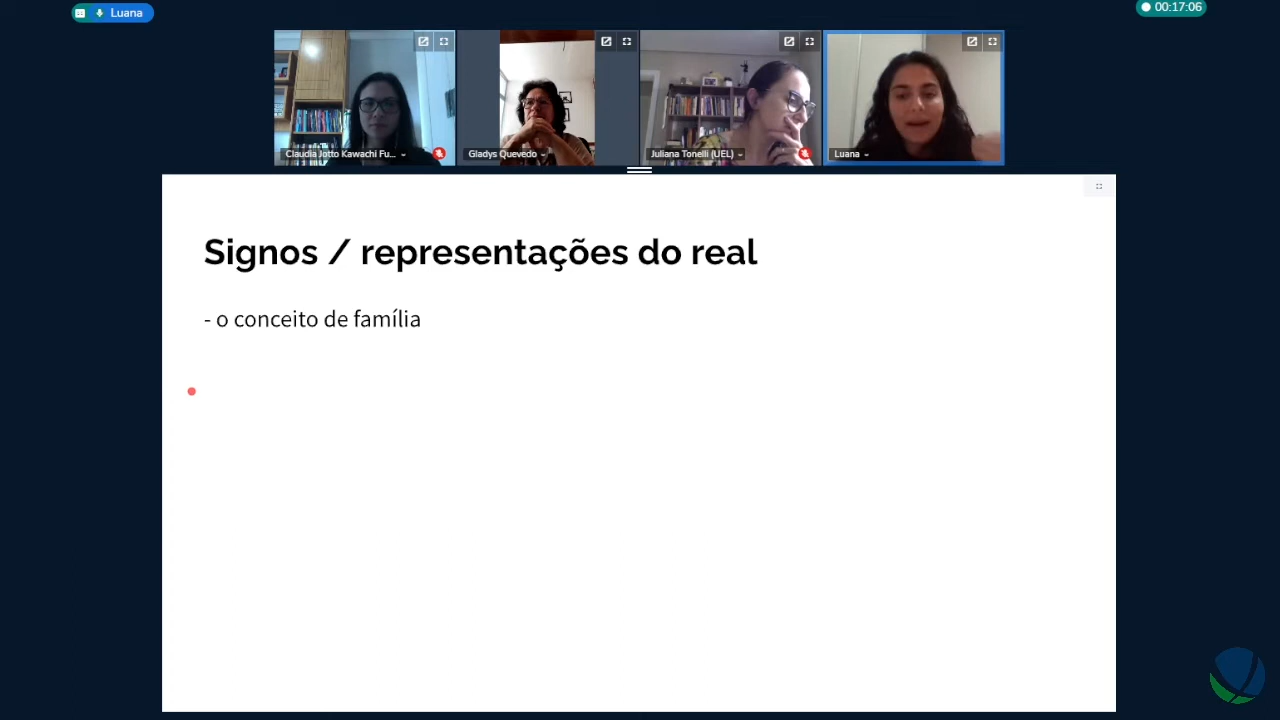 Luana
00:17:06
Claudia Jotto Kawachi Fu...
Gladys Quevedo
Juliana Tonelli (UEL)
Luana
Signos / representações do real
- o conceito de família